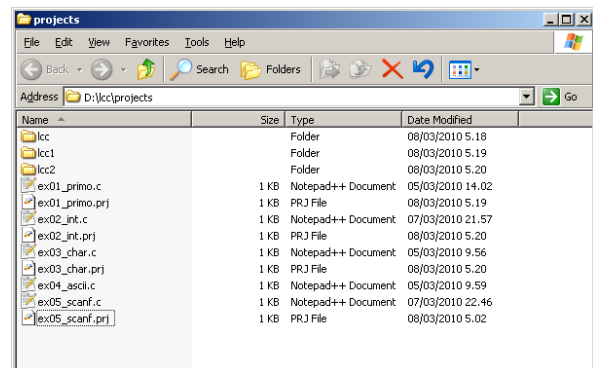 projects
File Edit View Favorites Tools Help
Back Search Folders
Address D:\lcc\projects Go
Name Size Type Date Modified
lcc Folder 08/03/2010 5.18
lcc1 Folder 08/03/2010 5.19
lcc2 Folder 08/03/2010 5.20
ex01_primo.c 1 KB Notepad++ Document 05/03/2010 14.02
ex01_primo.prj 1 KB PRJ File 08/03/2010 5.19
ex02_int.c 1 KB Notepad++ Document 07/03/2010 21.57
ex02_int.prj 1 KB PRJ File 08/03/2010 5.20
ex03_char.c 1 KB Notepad++ Document 05/03/2010 9.56
ex03_char.prj 1 KB PRJ File 08/03/2010 5.20
ex04_ascii.c 1 KB Notepad++ Document 05/03/2010 9.59
ex05_scanf.c 1 KB Notepad++ Document 07/03/2010 22.46
ex05_scanf.prj 1 KB PRJ File 08/03/2010 5.02